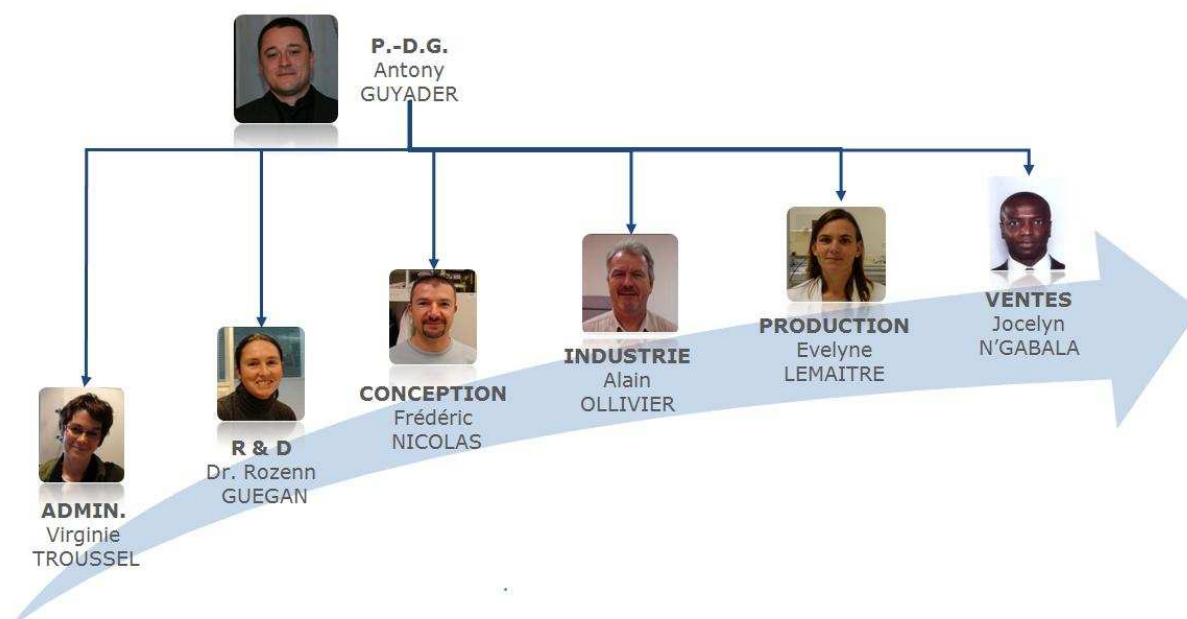 P.-D.G.
Antony
GUYADER
ADMIN.
Virginie
TROUSSEL
R & D
Dr. Rozenn
GUEGAN
CONCEPTION
Frédéric
NICOLAS
INDUSTRIE
Alain
OLLIVIER
PRODUCTION
Evelyne
LEMAITRE
VENTES
Jocelyn
N'GABALA